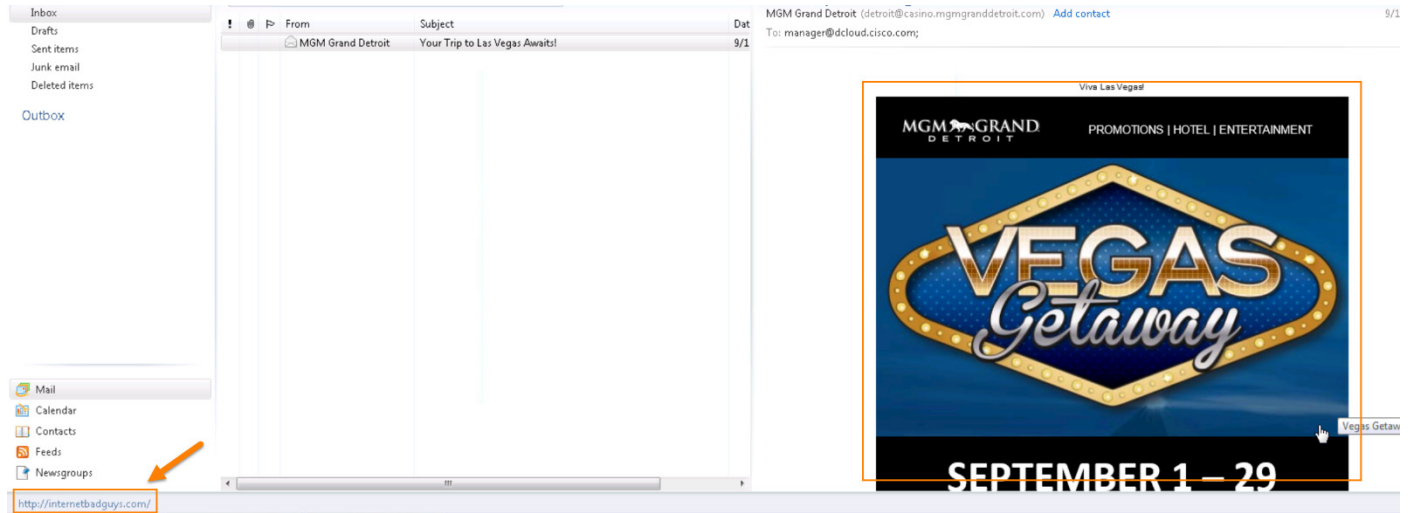 Inbox
Drafts
Sent items
Junk email
Deleted items
Outbox
Mail
Calendar
Contacts
Feeds
Newsgroups
http://internetbadguys.com/
! From Subject Dat
MGM Grand Detroit Your Trip to Las Vegas Awaits! 9/1
MGM Grand Detroit (detroit@casino.mgmgranddetroit.com) Add contact 9/1
To: manager@dcloud.cisco.com;
Viva Las Vegas!
MGM GRAND
DETROIT
PROMOTIONS | HOTEL | ENTERTAINMENT
VEGAS
Getaway
Vegas Getaw
SEPTEMBER 1 – 29